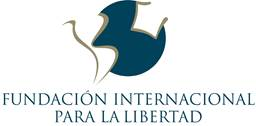 FUNDACIÓN INTERNACIONAL
PARA LA LIBERTAD